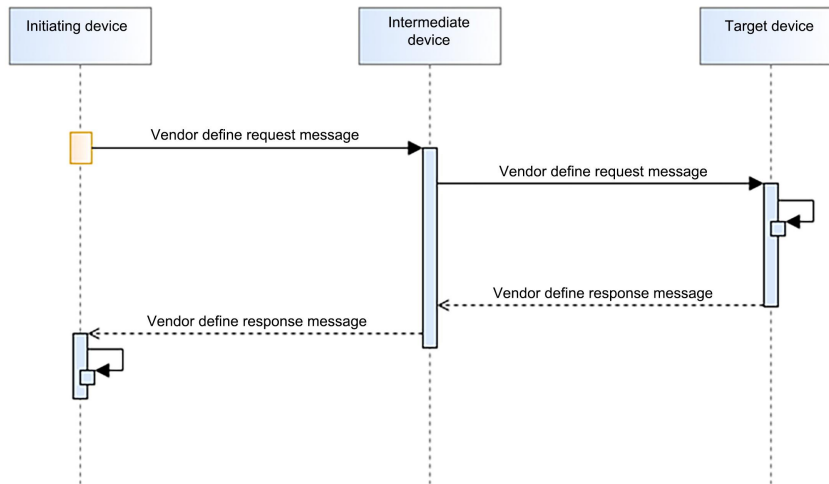 Initiating device
Intermediate
device
Target device
Vendor define request message
Vendor define request message
Vendor define response message
Vendor define response message